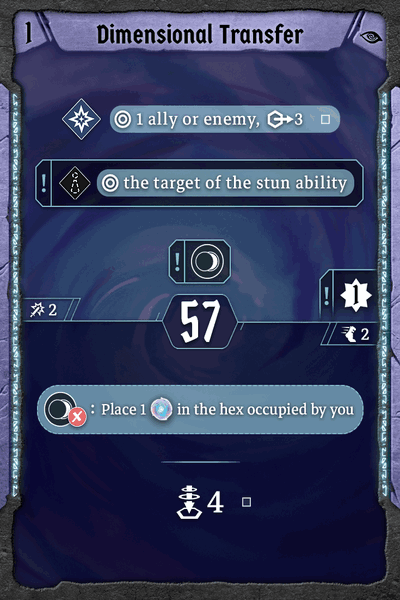 1 Dimensional Transfer
1 ally or enemy, 3
! the target of the stun ability
!
! 1
2 57 2
: Place 1 in the hex occupied by you
4